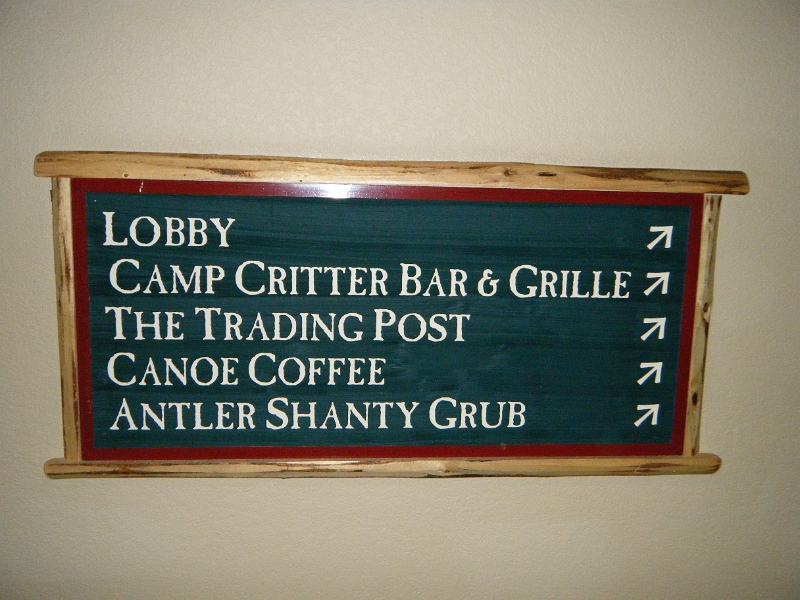 LOBBY ↗
CAMP CRITTER BAR & GRILLE ↗
THE TRADING POST ↗
CANOE COFFEE ↗
ANTLER SHANTY GRUB ↗